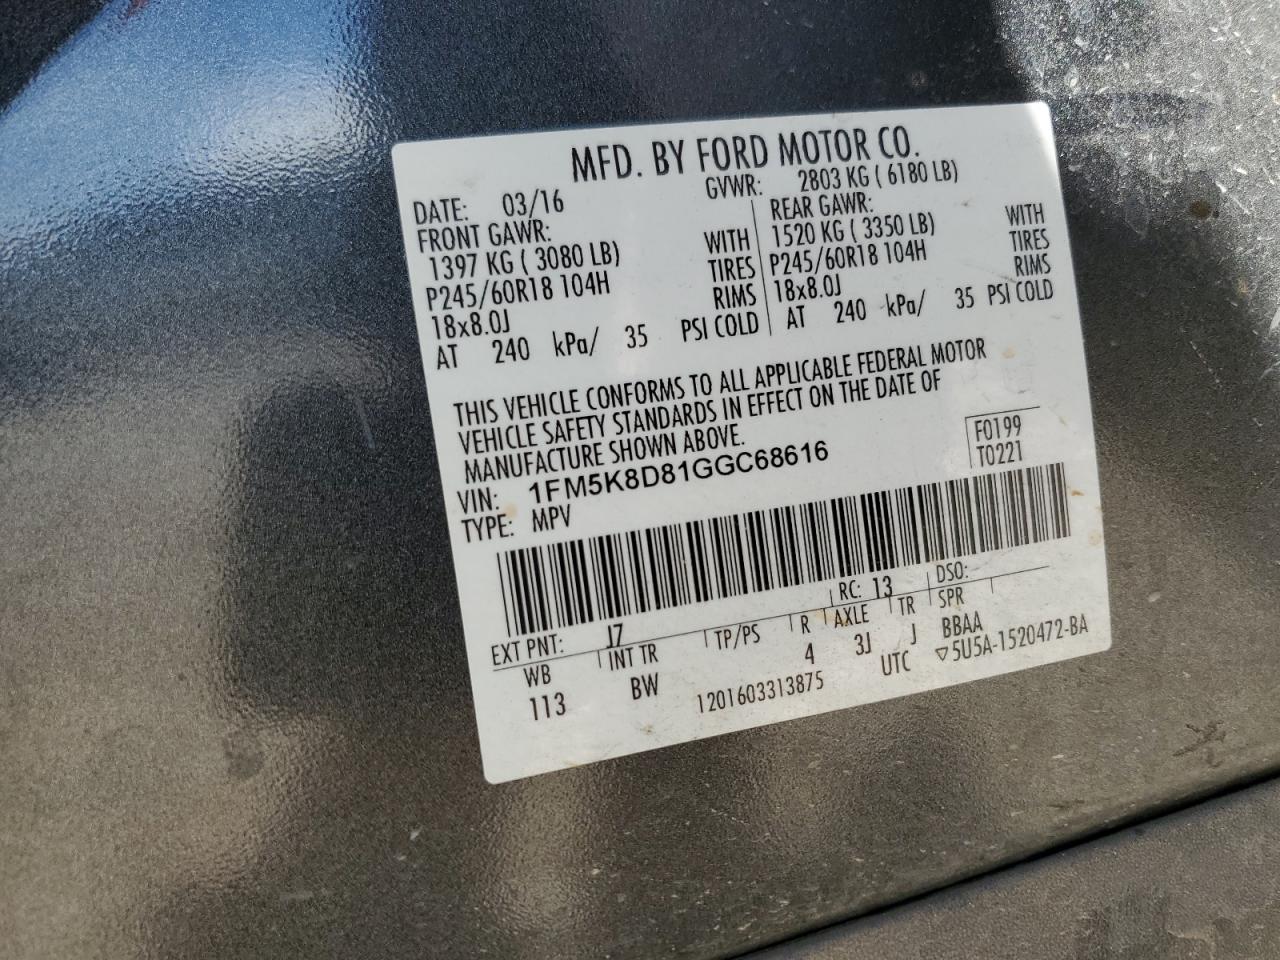 MFD. BY FORD MOTOR CO.
DATE: 03/16 GVWR: 2803 KG ( 6180 LB)
FRONT GAWR: REAR GAWR:
1397 KG ( 3080 LB) WITH 1520 KG ( 3350 LB) WITH
P245/60R18 104H TIRES P245/60R18 104H TIRES
18x8.0J RIMS 18x8.0J RIMS
AT 240 kPa/ 35 PSI COLD AT 240 kPa/ 35 PSI COLD
THIS VEHICLE CONFORMS TO ALL APPLICABLE FEDERAL MOTOR
VEHICLE SAFETY STANDARDS IN EFFECT ON THE DATE OF
MANUFACTURE SHOWN ABOVE.
F0199
VIN: 1FM5K8D81GGC68616
T0221
TYPE: MPV
EXT PNT: J7 RC: 13 DSO:
WB INT TR TP/PS R AXLE TR SPR
113 BW 4 3J J BBAA
1201603313875 UTC ▽5U5A-1520472-BA